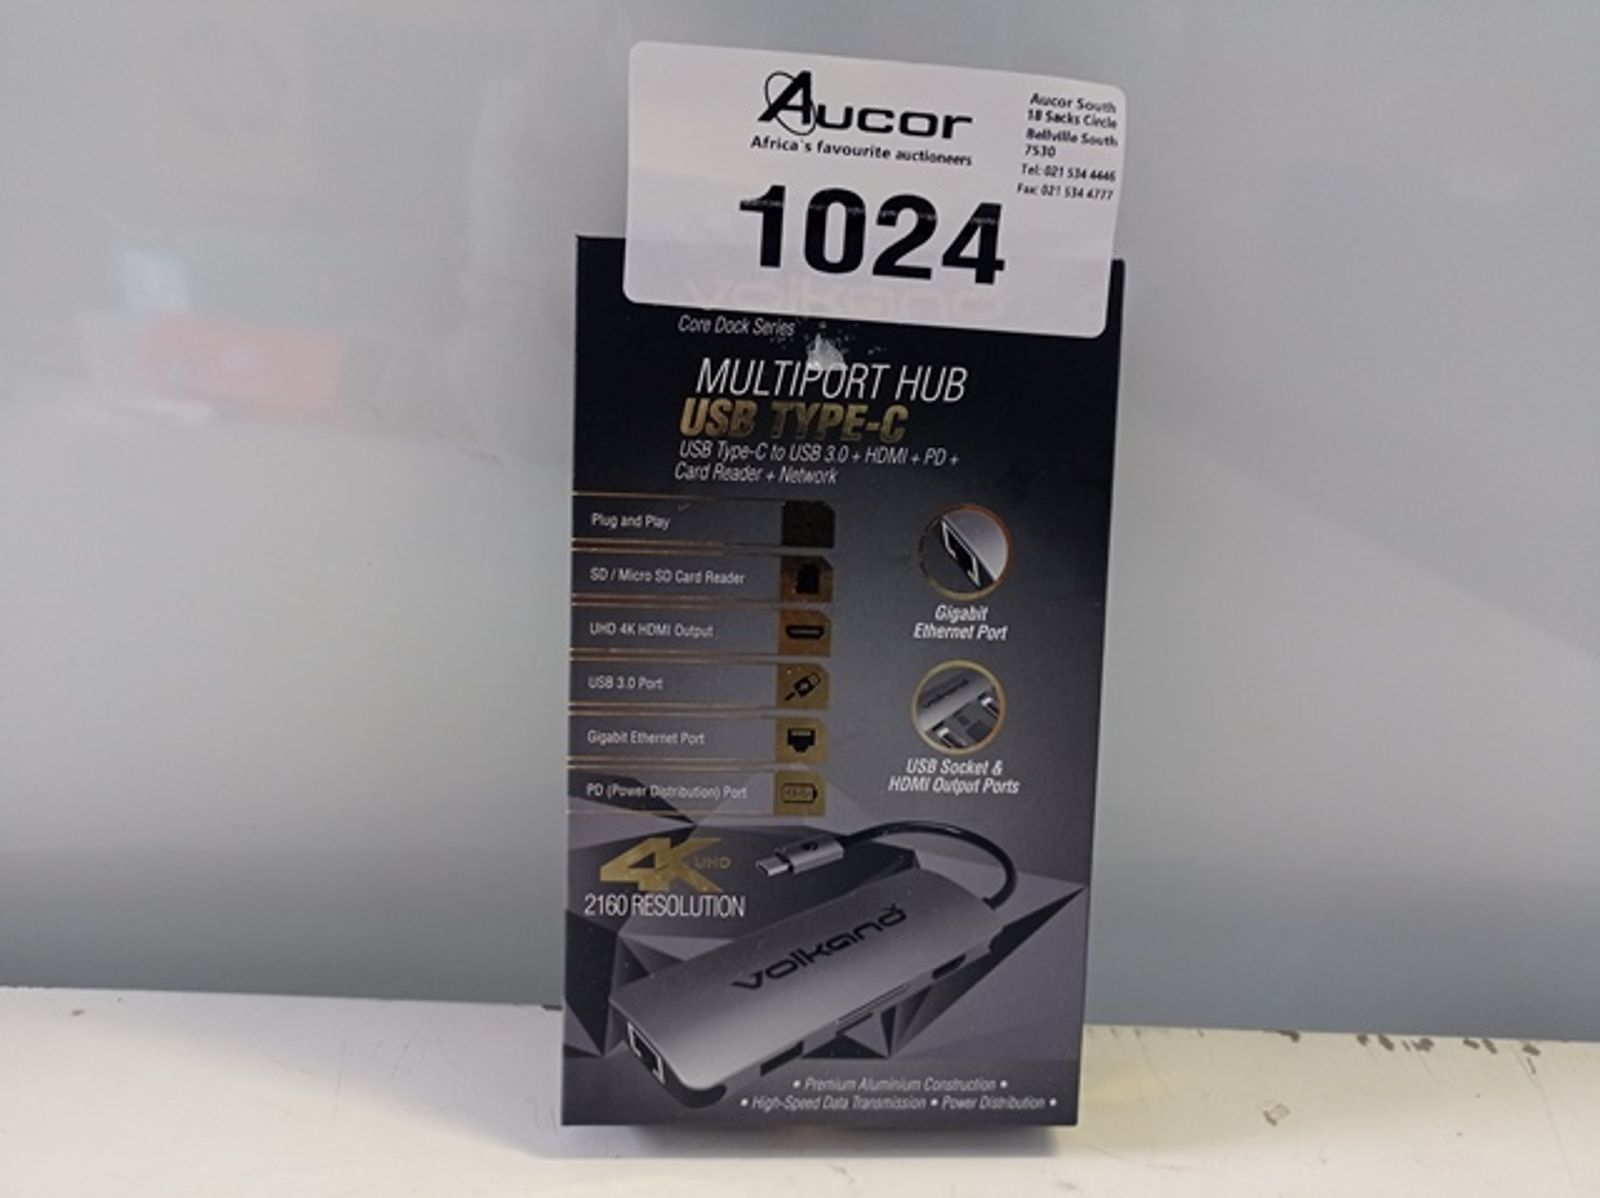 Aucor
Africa's favourite auctioneers
Aucor South
18 Sacks Circle
Bellville South
7530
Tel: 021 534 4446
Fax: 021 534 4777
1024
volkano
Core Dock Series
MULTIPORT HUB
USB TYPE-C
USB Type-C to USB 3.0 + HDMI + PD +
Card Reader + Network
Plug and Play
SD / Micro SD Card Reader
UHD 4K HDMI Output
USB 3.0 Port
Gigabit Ethernet Port
PD (Power Distribution) Port
Gigabit
Ethernet Port
volkano
USB Socket &
HDMI Output Ports
4K UHD
2160 RESOLUTION
volkano
• Premium Aluminium Construction •
• High-Speed Data Transmission • Power Distribution •